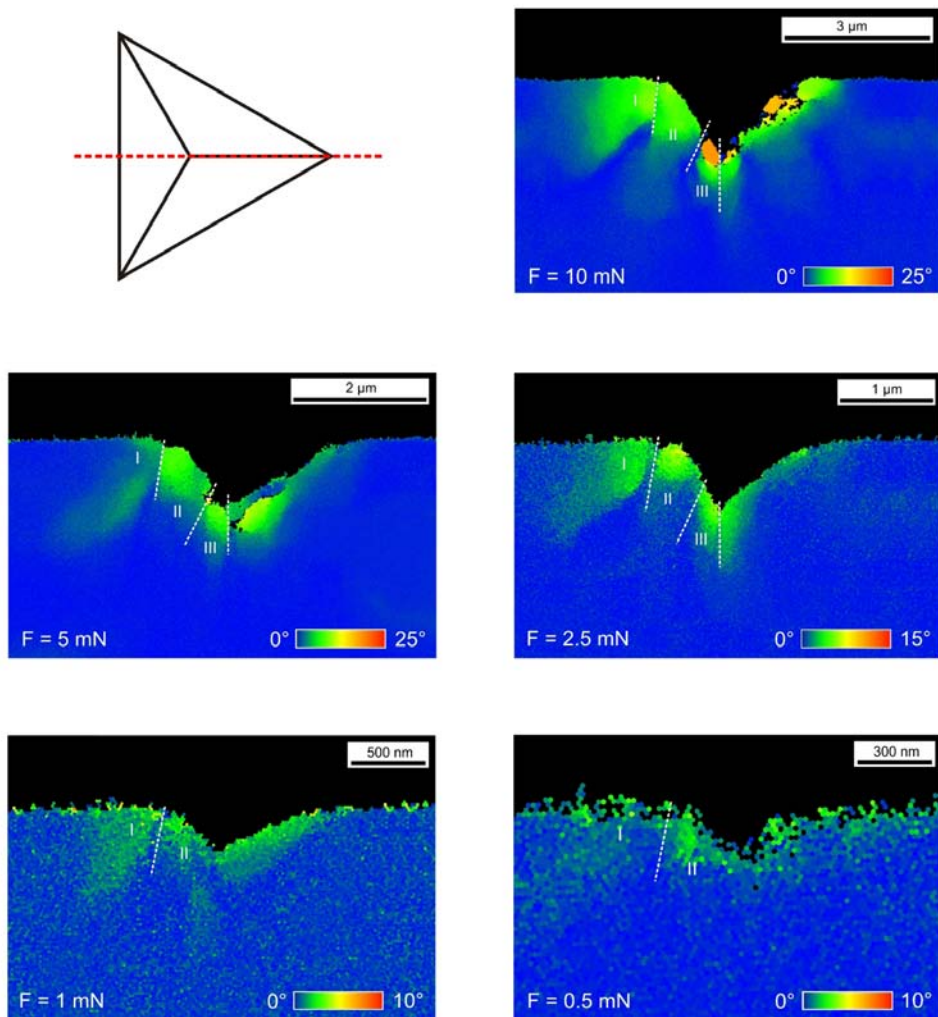 3 µm
I
II
III
F = 10 mN 0° 25°
2 µm
I
II
III
F = 5 mN 0° 25°
1 µm
I
II
III
F = 2.5 mN 0° 15°
500 nm
I
II
F = 1 mN 0° 10°
300 nm
I
II
F = 0.5 mN 0° 10°